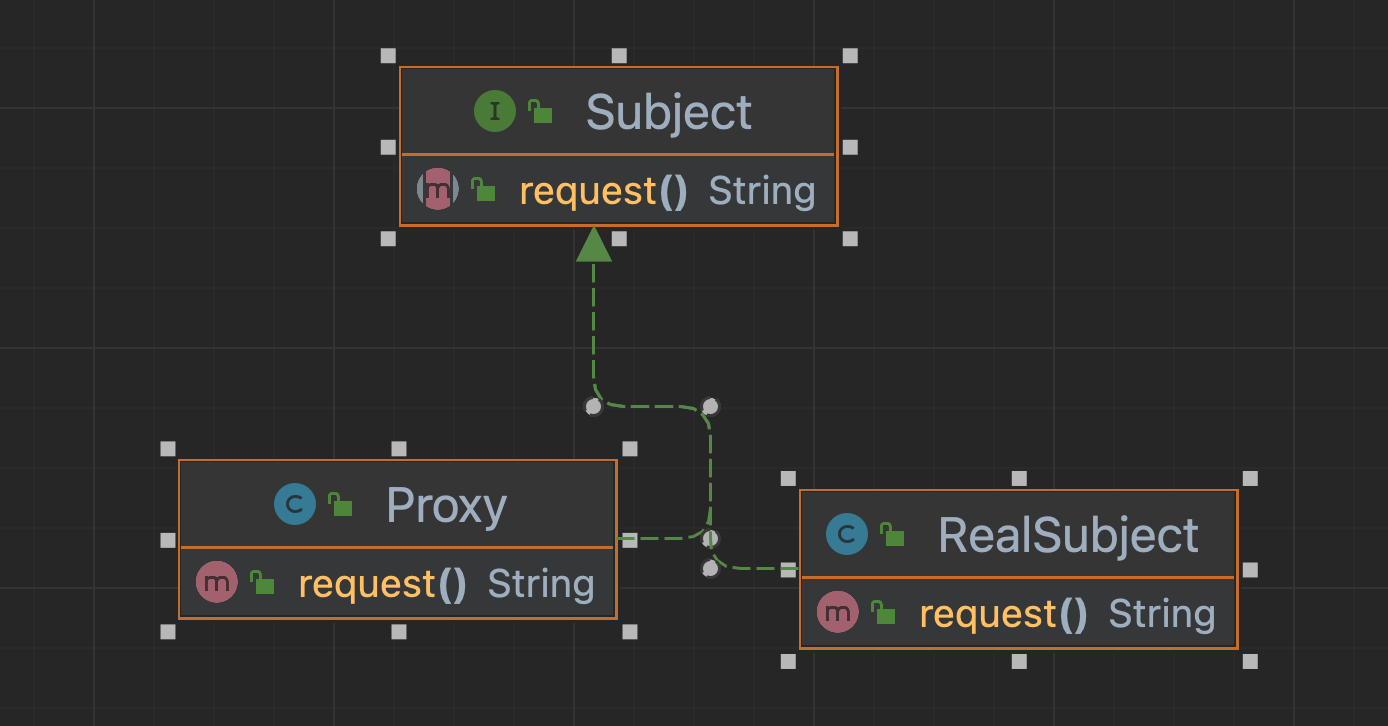 I Subject
m request() String
C Proxy
m request() String
C RealSubject
m request() String